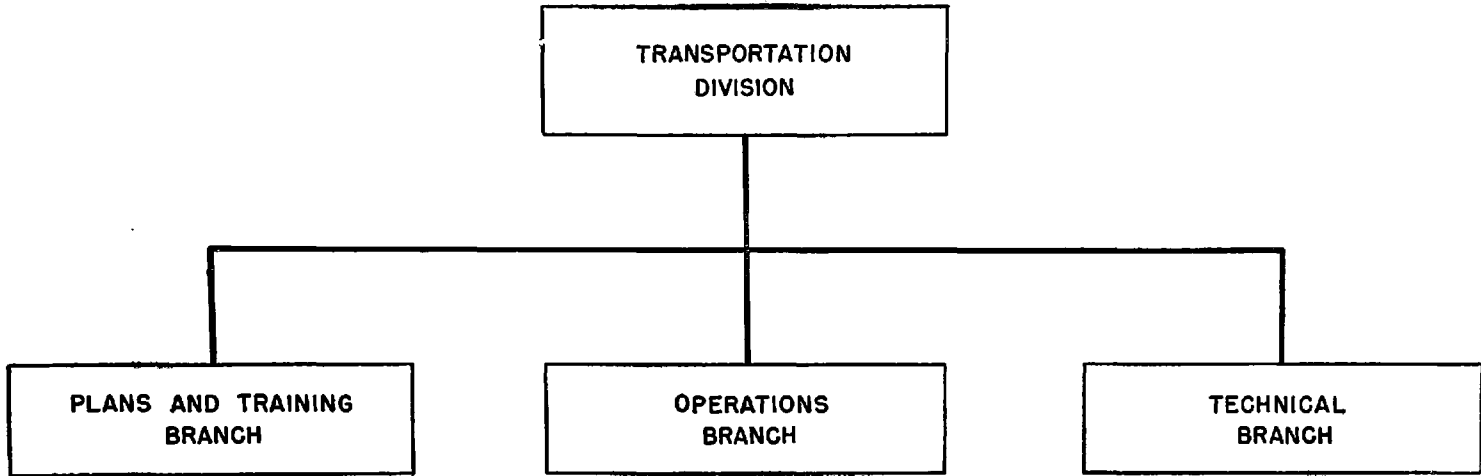 TRANSPORTATION
DIVISION
PLANS AND TRAINING
BRANCH
OPERATIONS
BRANCH
TECHNICAL
BRANCH